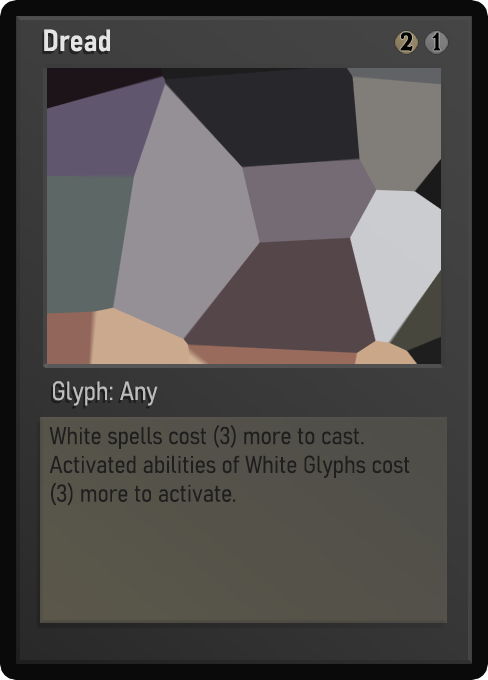 Dread 2 1
Glyph: Any
White spells cost (3) more to cast.
Activated abilities of White Glyphs cost
(3) more to activate.